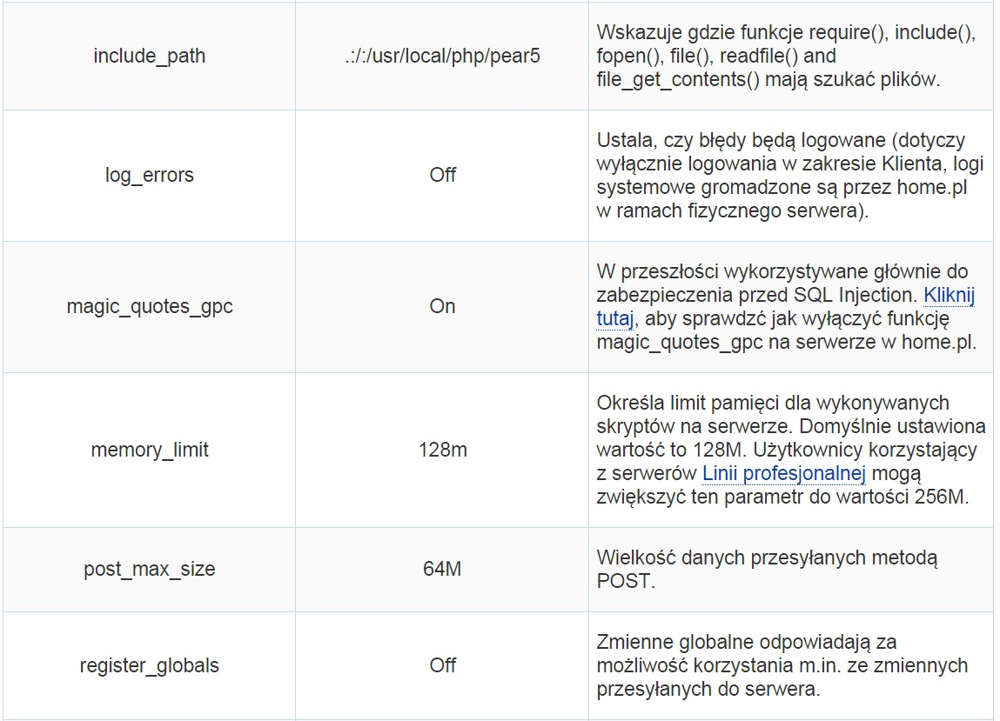 include_path
.:/:/usr/local/php/pear5
Wskazuje gdzie funkcje require(), include(),
fopen(), file(), readfile() and
file_get_contents() mają szukać plików.
log_errors
Off
Ustala, czy błędy będą logowane (dotyczy
wyłącznie logowania w zakresie Klienta, logi
systemowe gromadzone są przez home.pl
w ramach fizycznego serwera).
magic_quotes_gpc
On
W przeszłości wykorzystywane głównie do
zabezpieczenia przed SQL Injection. Kliknij
tutaj, aby sprawdzć jak wyłączyć funkcję
magic_quotes_gpc na serwerze w home.pl.
memory_limit
128m
Określa limit pamięci dla wykonywanych
skryptów na serwerze. Domyślnie ustawiona
wartość to 128M. Użytkownicy korzystający
z serwerów Linii profesjonalnej mogą
zwiększyć ten parametr do wartości 256M.
post_max_size
64M
Wielkość danych przesyłanych metodą
POST.
register_globals
Off
Zmienne globalne odpowiadają za
możliwość korzystania m.in. ze zmiennych
przesyłanych do serwera.